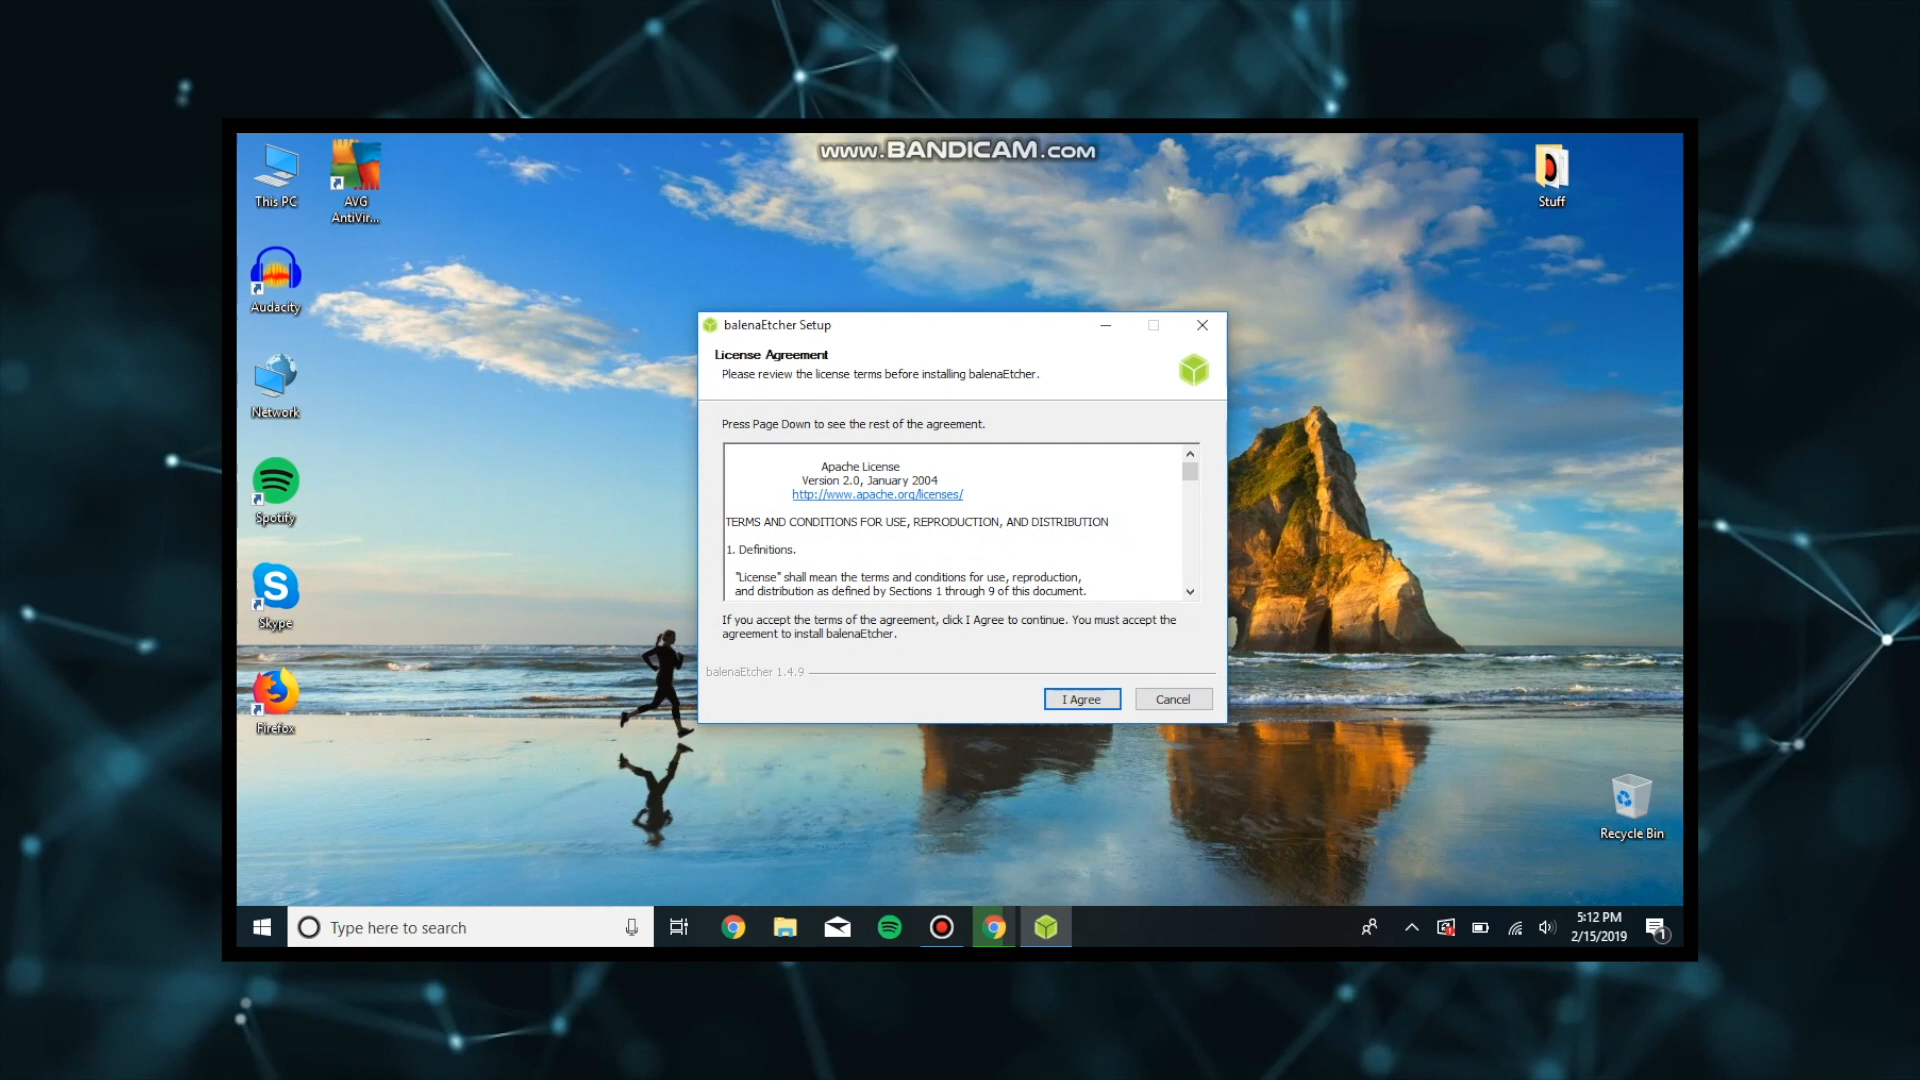 www.BANDICAM.com
This PC
AVG
AntiVir...
Stuff
Audacity
Network
Spotify
S
Skype
Firefox
Recycle Bin
balenaEtcher Setup
License Agreement
Please review the license terms before installing balenaEtcher.
Press Page Down to see the rest of the agreement.
Apache License
Version 2.0, January 2004
http://www.apache.org/licenses/
TERMS AND CONDITIONS FOR USE, REPRODUCTION, AND DISTRIBUTION
1. Definitions.
"License" shall mean the terms and conditions for use, reproduction,
and distribution as defined by Sections 1 through 9 of this document.
If you accept the terms of the agreement, click I Agree to continue. You must accept the
agreement to install balenaEtcher.
balenaEtcher 1.4.9
I Agree
Cancel
Type here to search
5:12 PM
2/15/2019
1